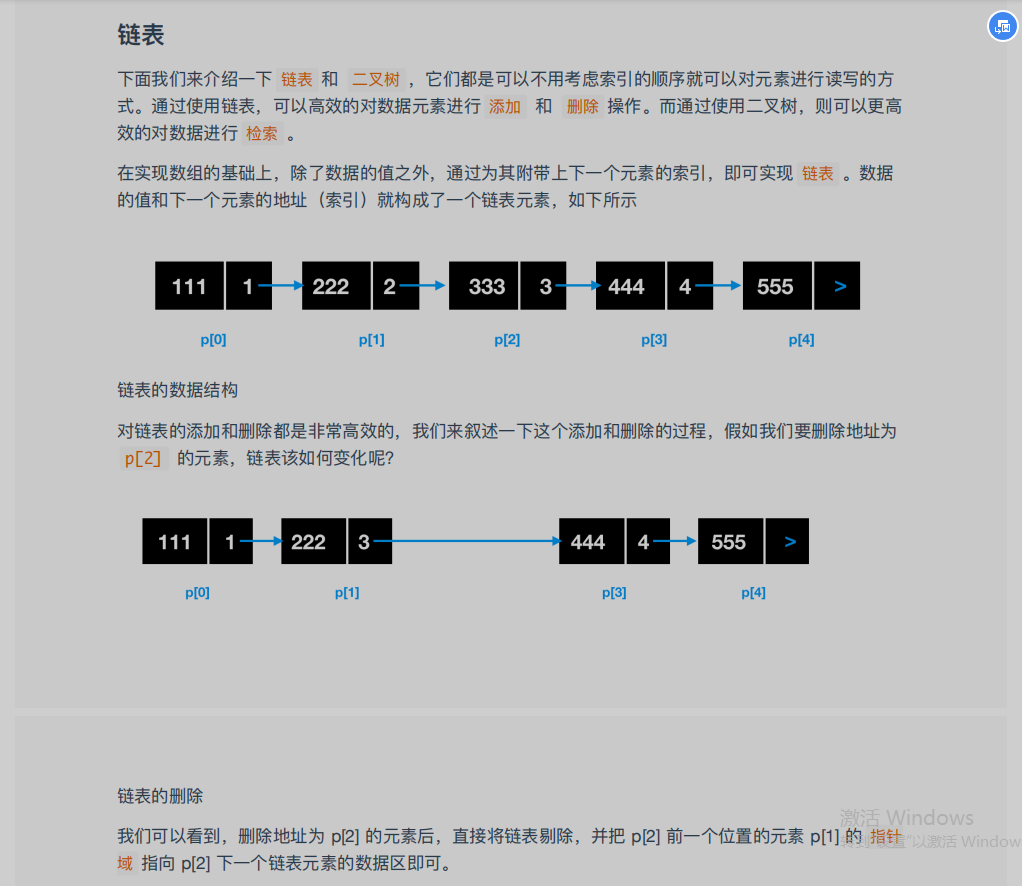 链表
下面我们来介绍一下 链表 和 二叉树 ，它们都是可以不用考虑索引的顺序就可以对元素进行读写的方
式。通过使用链表，可以高效的对数据元素进行 添加 和 删除 操作。而通过使用二叉树，则可以更高
效的对数据进行 检索 。
在实现数组的基础上，除了数据的值之外，通过为其附带上下一个元素的索引，即可实现 链表 。数据
的值和下一个元素的地址（索引）就构成了一个链表元素，如下所示
111 1 222 2 333 3 444 4 555 >
p[0] p[1] p[2] p[3] p[4]
链表的数据结构
对链表的添加和删除都是非常高效的，我们来叙述一下这个添加和删除的过程，假如我们要删除地址为
p[2] 的元素，链表该如何变化呢？
111 1 222 3 444 4 555 >
p[0] p[1] p[3] p[4]
链表的删除
激活 Windows
我们可以看到，删除地址为 p[2] 的元素后，直接将链表剔除，并把 p[2] 前一个位置的元素 p[1] 的 指针
转到"设置"以激活 Window
域 指向 p[2] 下一个链表元素的数据区即可。